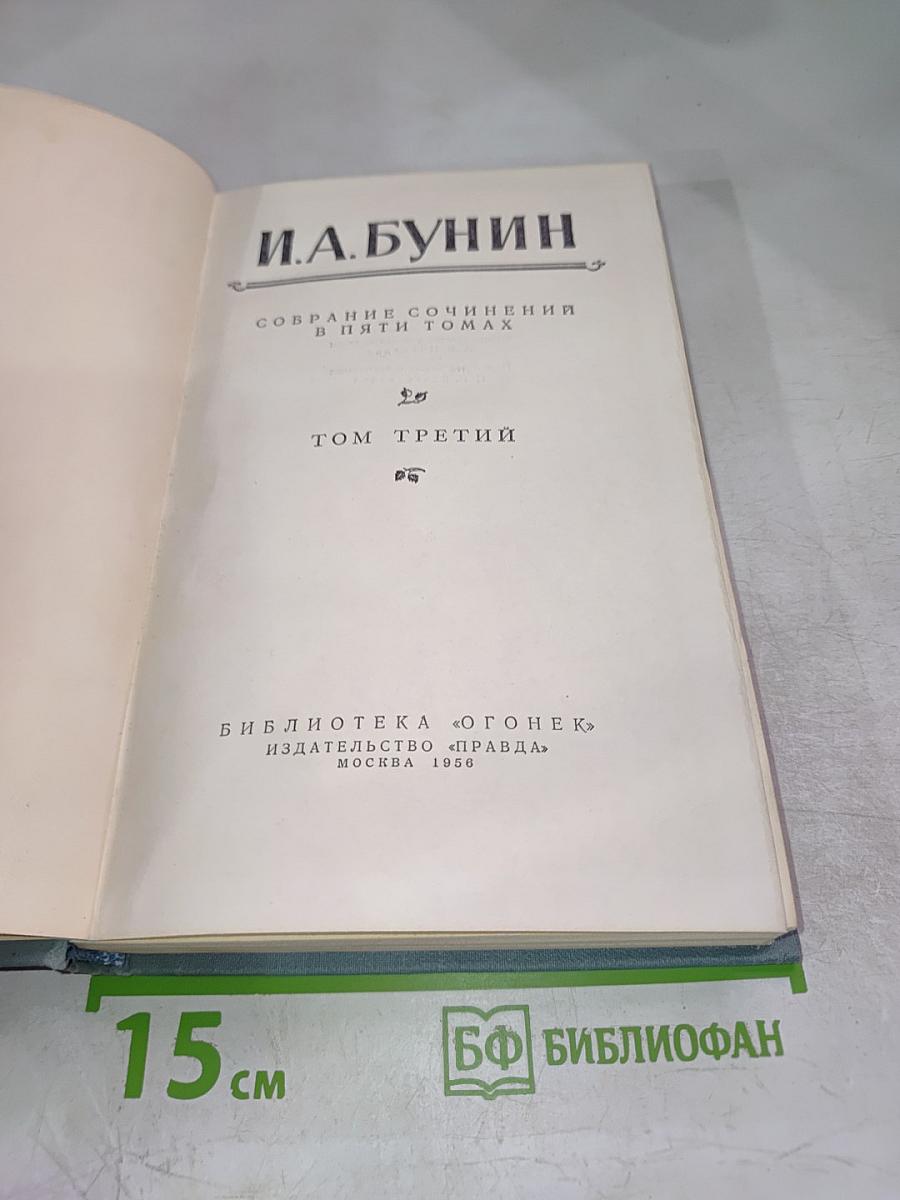 И.А.БУНИН
СОБРАНИЕ СОЧИНЕНИЙ
В ПЯТИ ТОМАХ
ТОМ ТРЕТИЙ
БИБЛИОТЕКА «ОГОНЕК»
ИЗДАТЕЛЬСТВО «ПРАВДА»
МОСКВА 1956
15 СМ
БФ БИБЛИОФАН